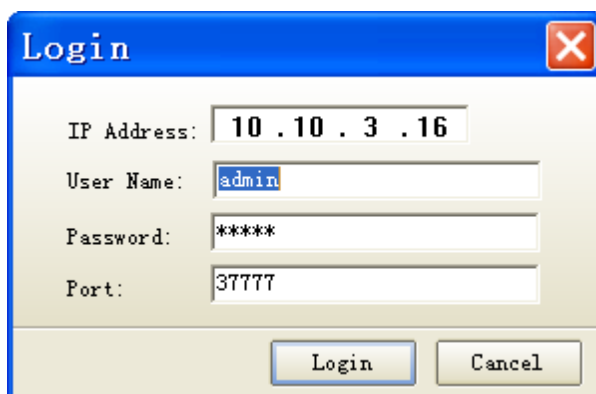 Login
IP Address: 10 . 10 . 3 . 16
User Name: admin
Password: *****
Port: 37777
Login Cancel